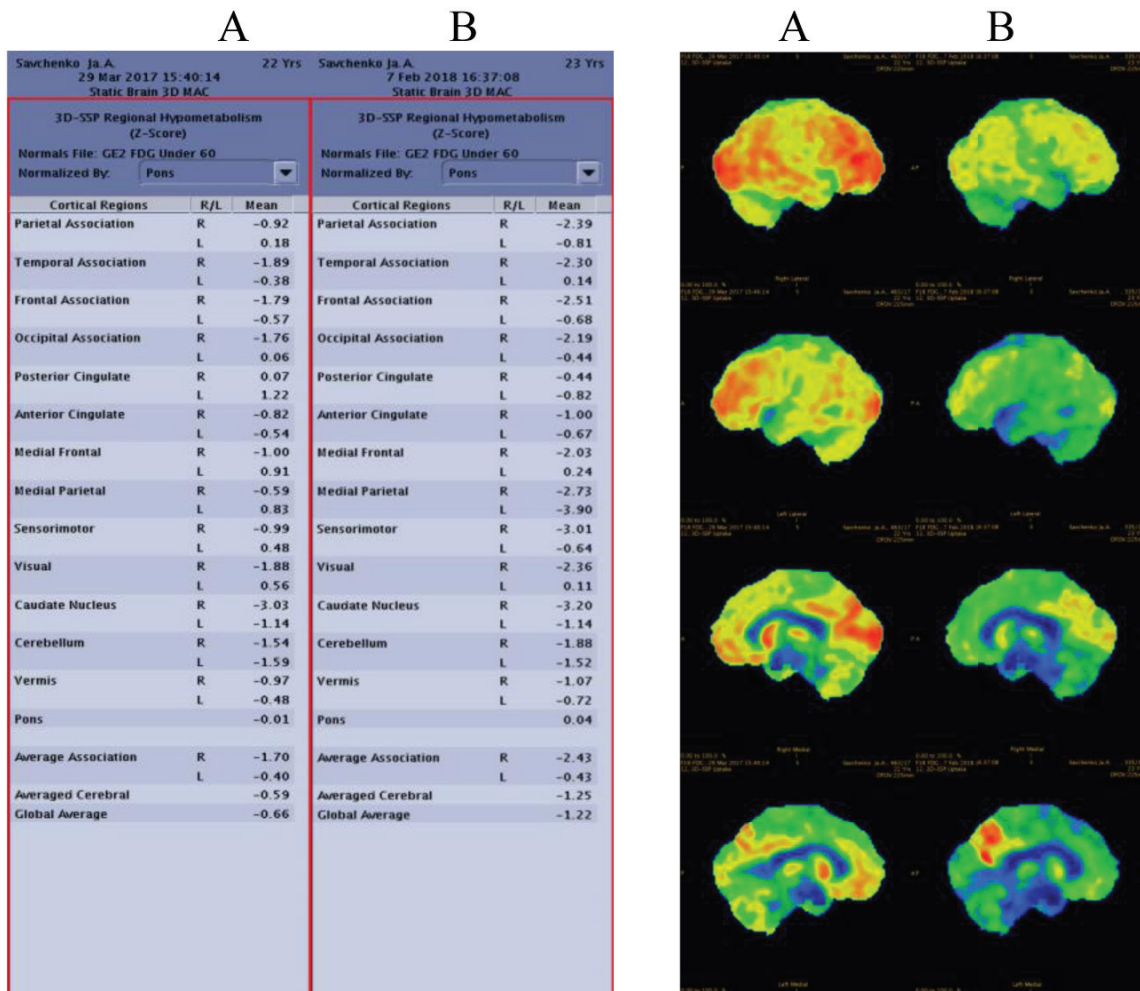 A
B
A
B
Savchenko Ja.A. 22 Yrs
29 Mar 2017 15:40:14
Static Brain 3D MAC
3D-SSP Regional Hypometabolism
(Z-Score)
Normals File: GE2 FDG Under 60
Normalized By: Pons
Cortical Regions R/L Mean
Parietal Association R -0.92
L 0.18
Temporal Association R -1.89
L -0.38
Frontal Association R -1.79
L -0.57
Occipital Association R -1.76
L 0.06
Posterior Cingulate R 0.07
L 1.22
Anterior Cingulate R -0.82
L -0.54
Medial Frontal R -1.00
L 0.91
Medial Parietal R -0.59
L 0.83
Sensorimotor R -0.99
L 0.48
Visual R -1.88
L 0.56
Caudate Nucleus R -3.03
L -1.14
Cerebellum R -1.54
L -1.59
Vermis R -0.97
L -0.48
Pons -0.01
Average Association R -1.70
L -0.40
Averaged Cerebral -0.59
Global Average -0.66
Savchenko Ja.A. 23 Yrs
7 Feb 2018 16:37:08
Static Brain 3D MAC
3D-SSP Regional Hypometabolism
(Z-Score)
Normals File: GE2 FDG Under 60
Normalized By: Pons
Cortical Regions R/L Mean
Parietal Association R -2.39
L -0.81
Temporal Association R -2.30
L 0.14
Frontal Association R -2.51
L -0.68
Occipital Association R -2.19
L -0.44
Posterior Cingulate R -0.44
L -0.82
Anterior Cingulate R -1.00
L -0.67
Medial Frontal R -2.03
L 0.24
Medial Parietal R -2.73
L -3.90
Sensorimotor R -3.01
L -0.64
Visual R -2.36
L 0.11
Caudate Nucleus R -3.20
L -1.14
Cerebellum R -1.88
L -1.52
Vermis R -1.07
L -0.72
Pons 0.04
Average Association R -2.43
L -0.43
Averaged Cerebral -1.25
Global Average -1.22
Right Lateral
Left Lateral
Right Medial
Right Medial
Left Medial
Left Medial